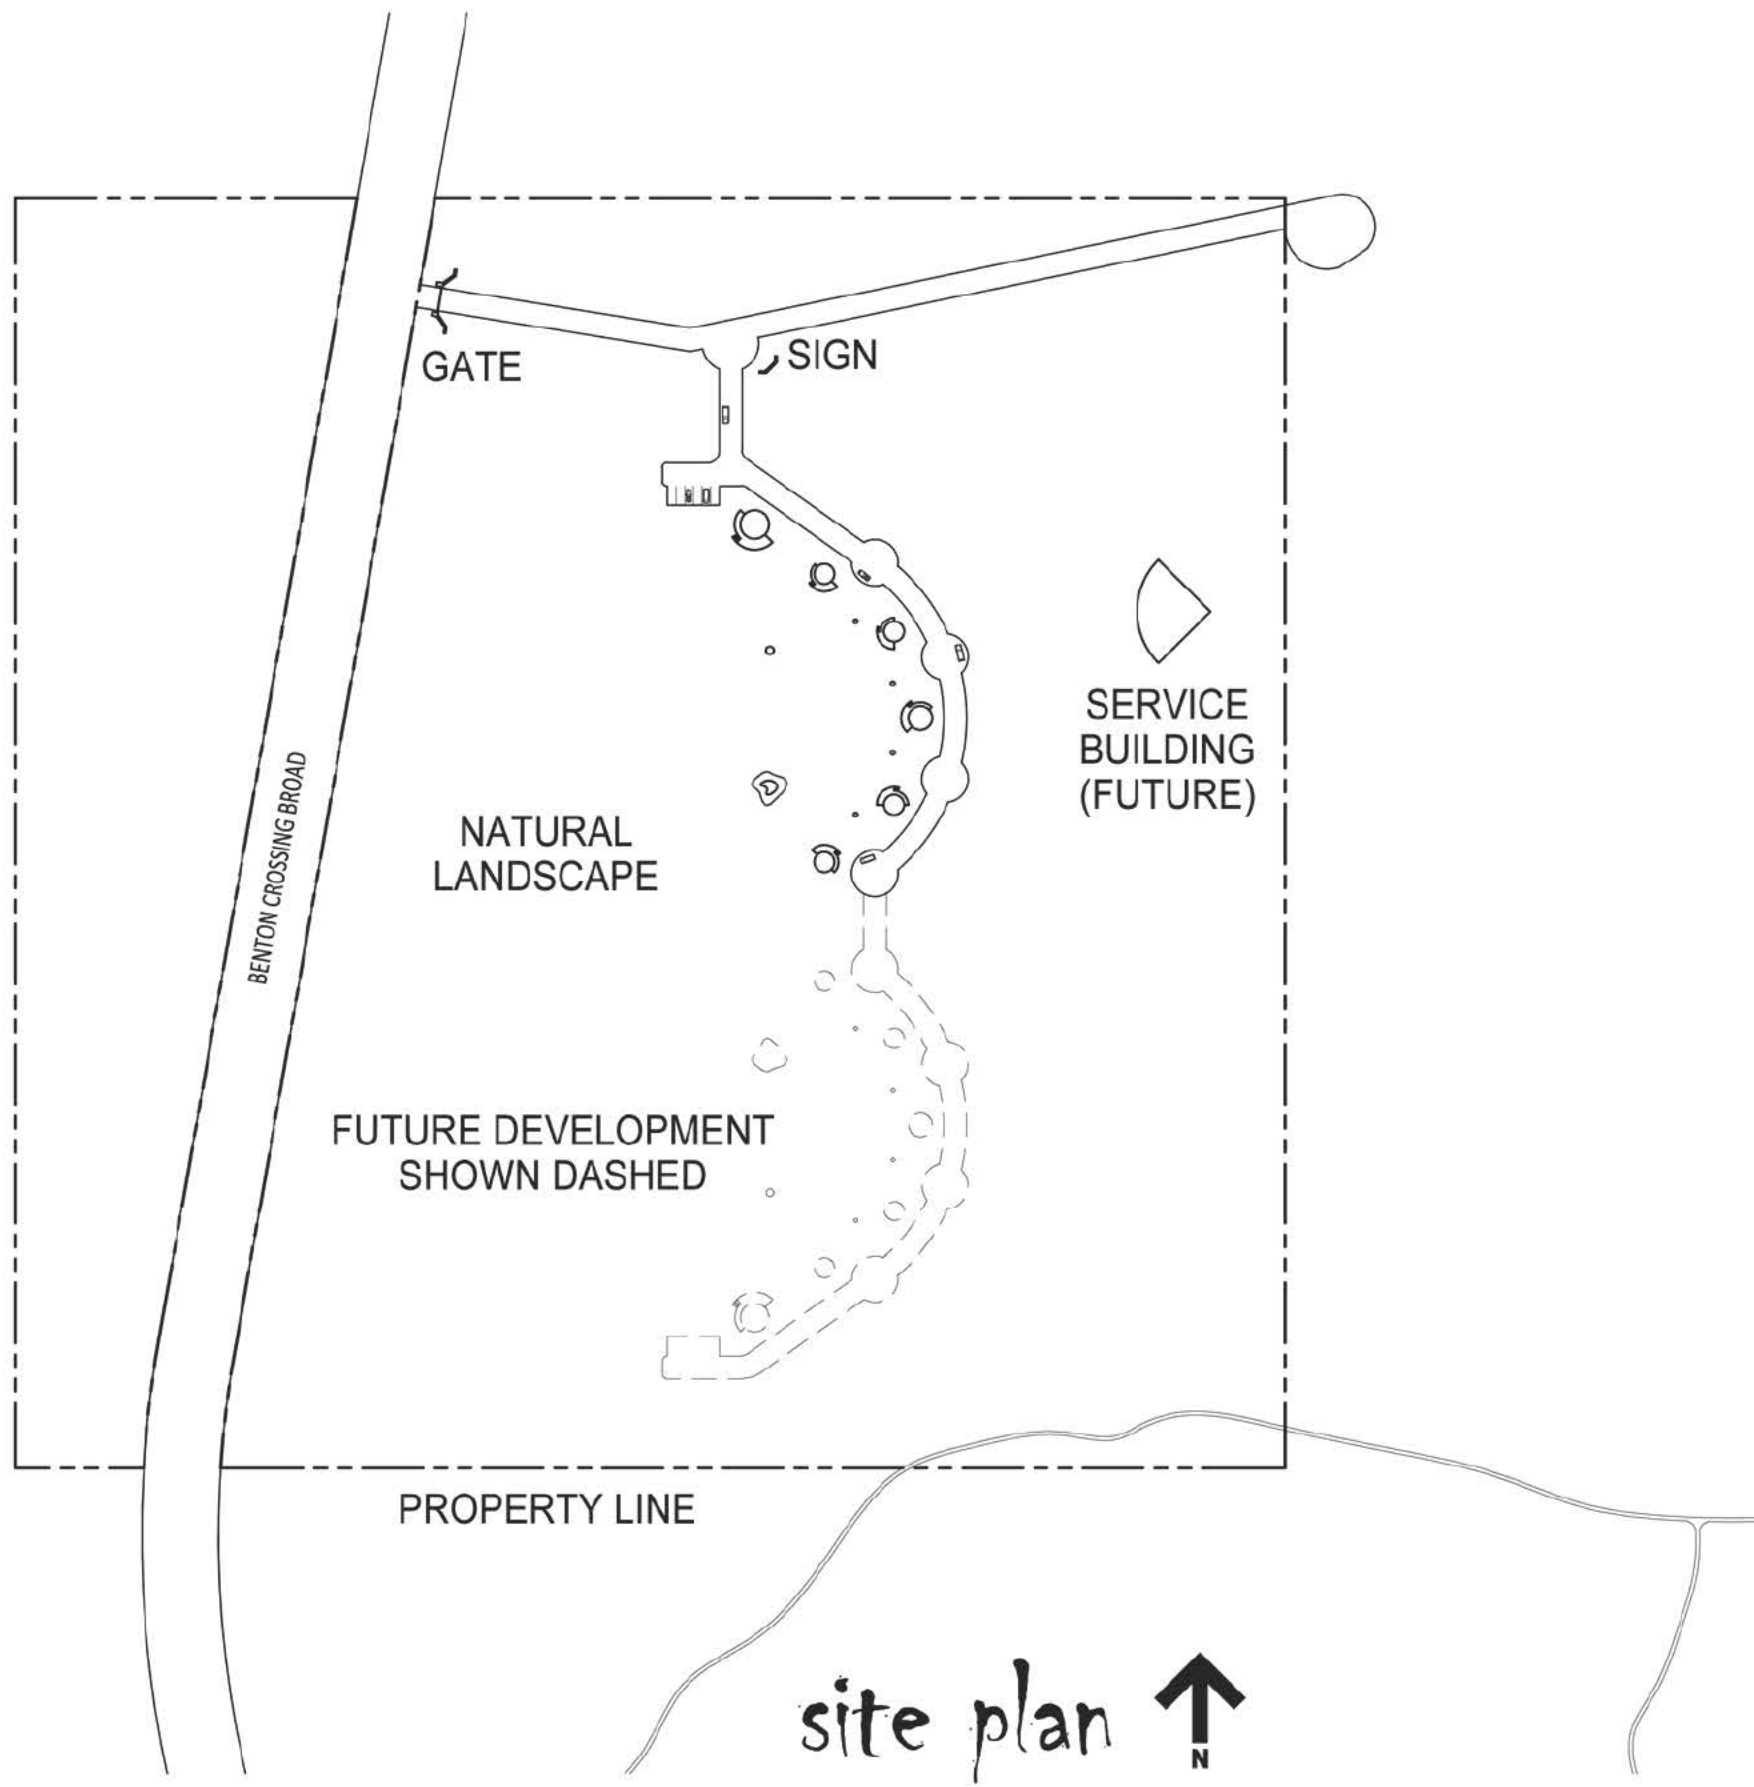 GATE
SIGN
SERVICE
BUILDING
(FUTURE)
NATURAL
LANDSCAPE
BENTON CROSSING BROAD
FUTURE DEVELOPMENT
SHOWN DASHED
PROPERTY LINE
site plan
N